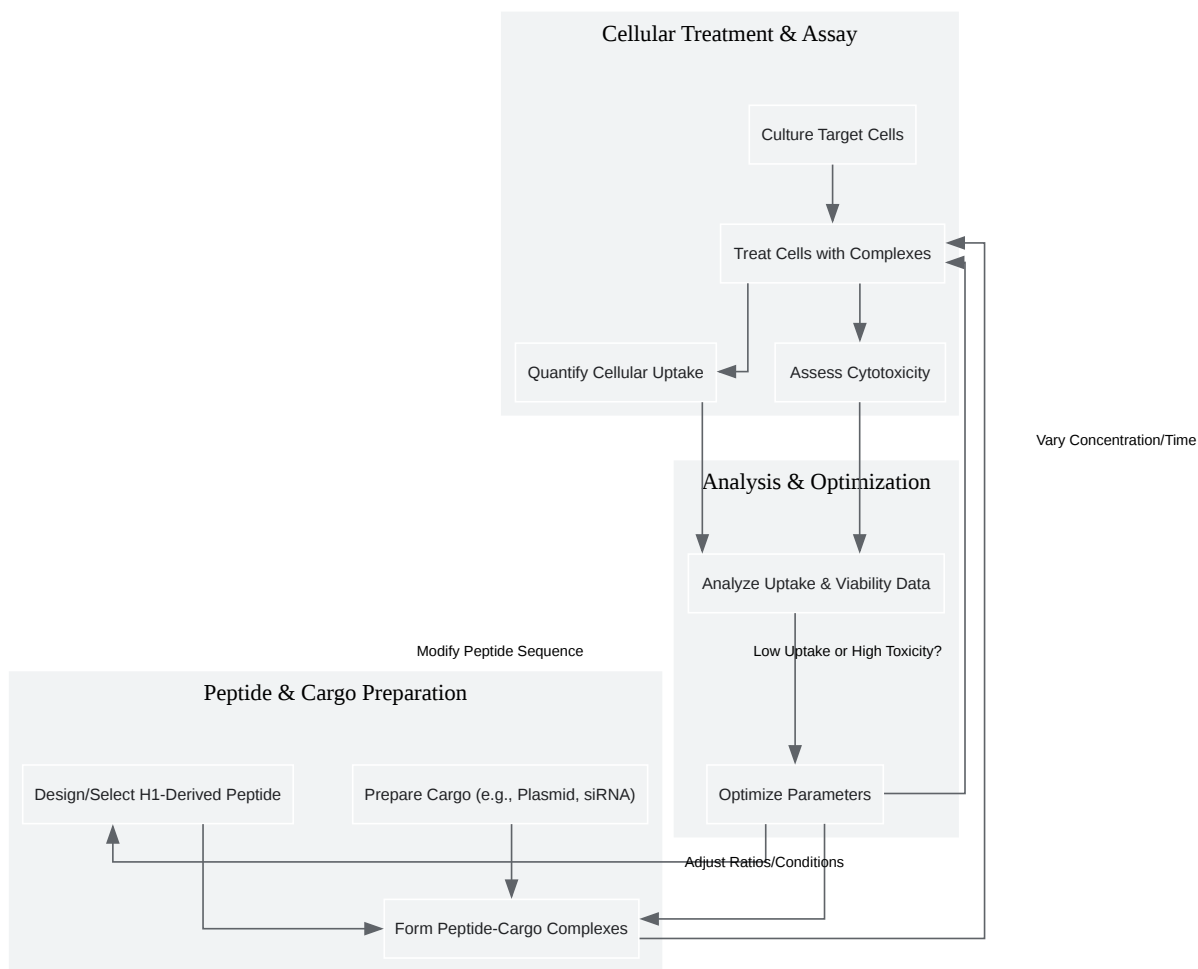 Cellular Treatment & Assay
Culture Target Cells
Treat Cells with Complexes
Quantify Cellular Uptake
Assess Cytotoxicity
Vary Concentration/Time
Analysis & Optimization
Analyze Uptake & Viability Data
Modify Peptide Sequence
Low Uptake or High Toxicity?
Peptide & Cargo Preparation
Design/Select H1-Derived Peptide
Prepare Cargo (e.g., Plasmid, siRNA)
Optimize Parameters
Adjust Ratios/Conditions
Form Peptide-Cargo Complexes